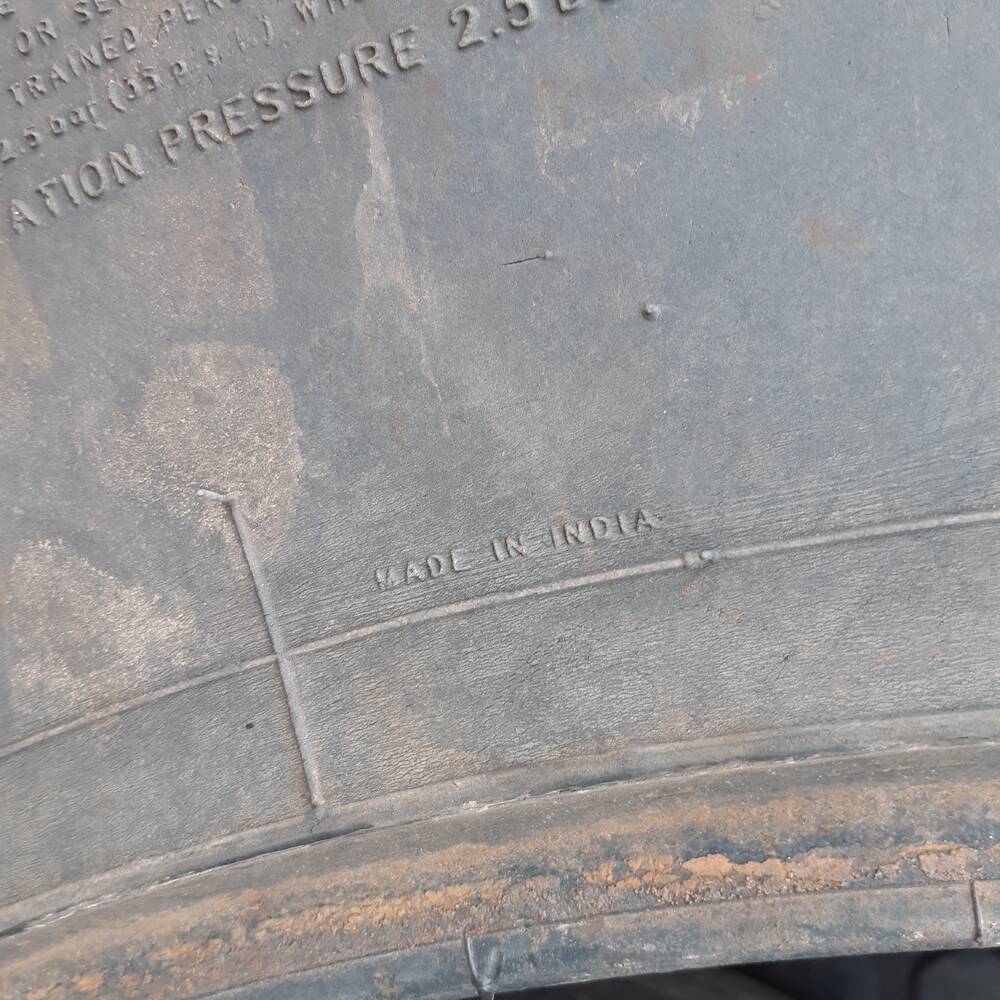 OR SE
TRAINED PERS
2.5 bar (35 p.s.i.) WH
ATION PRESSURE 2.5 b
MADE IN INDIA